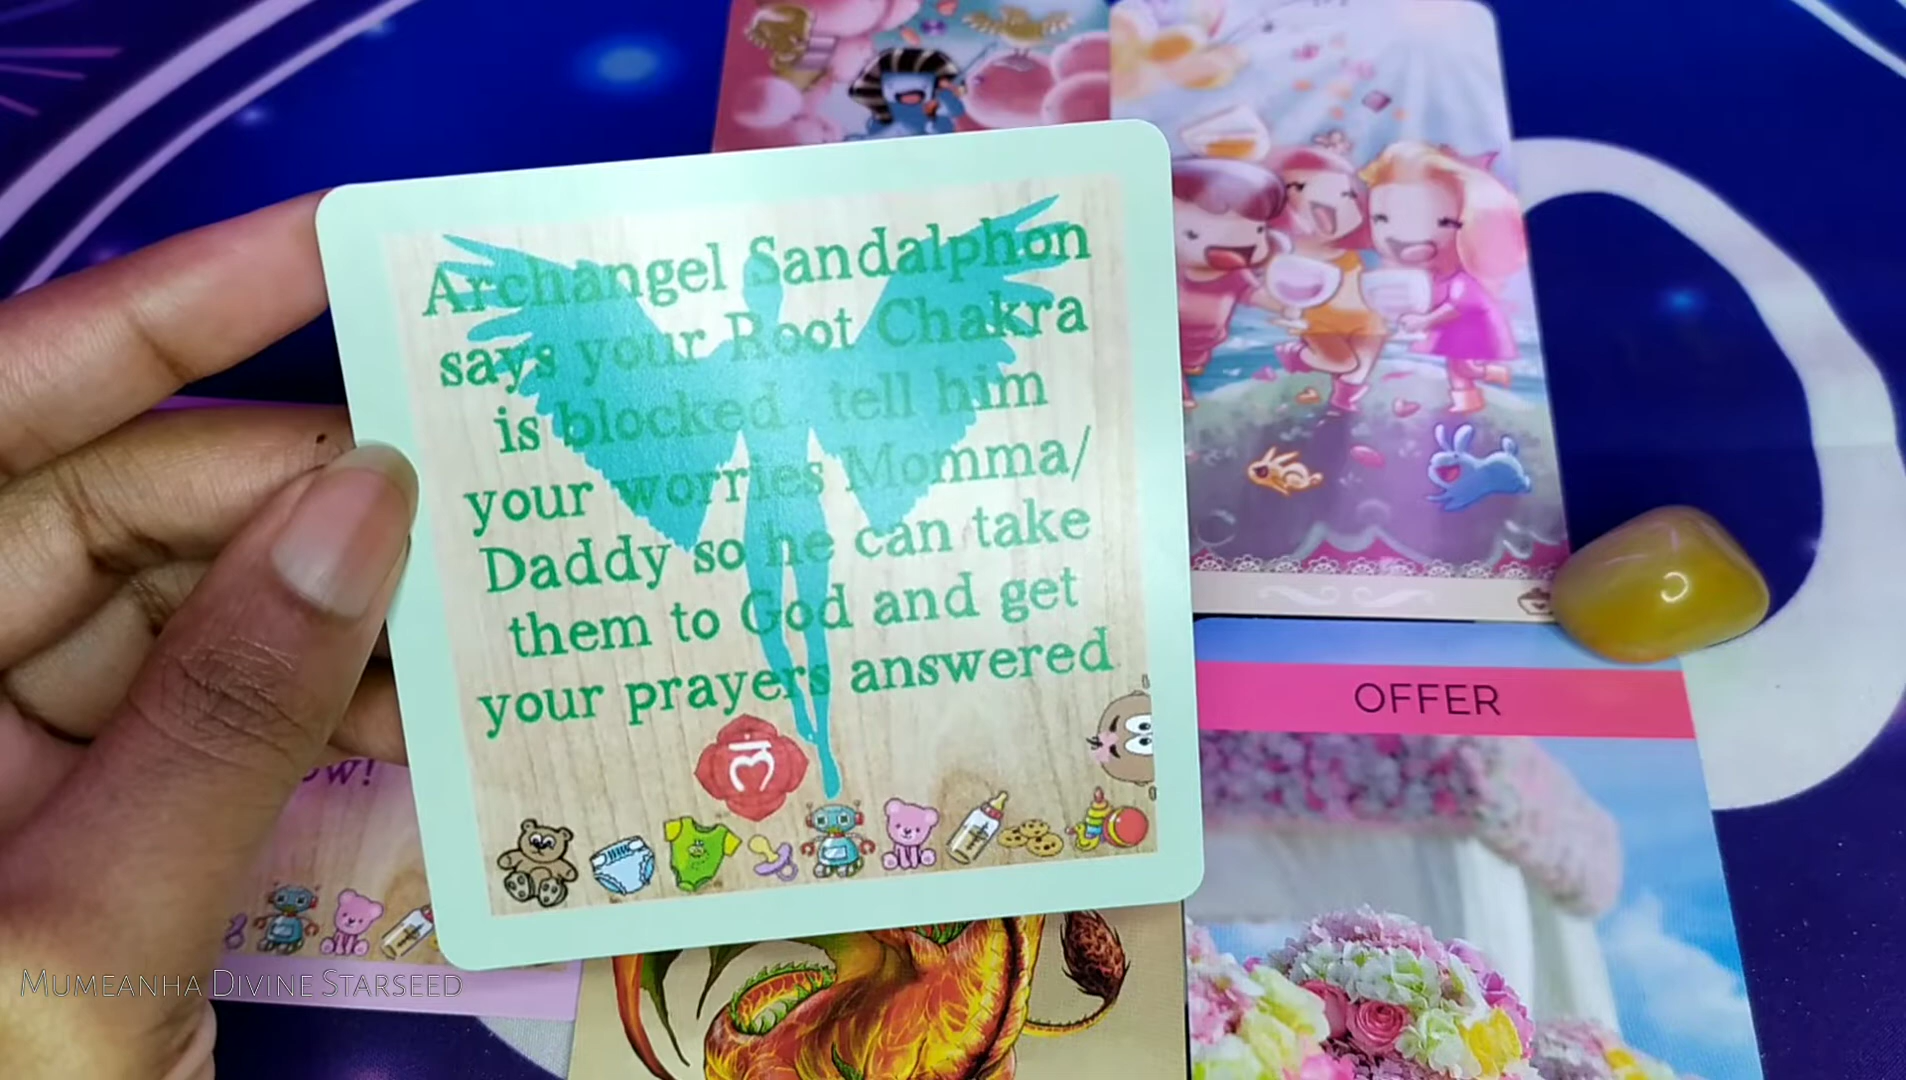 Archangel Sandalphon
says your Root Chakra
is blocked, tell him
your worries Momma/
Daddy so he can take
them to God and get
your prayers answered
OFFER
MUMEANHA DIVINE STARSEED